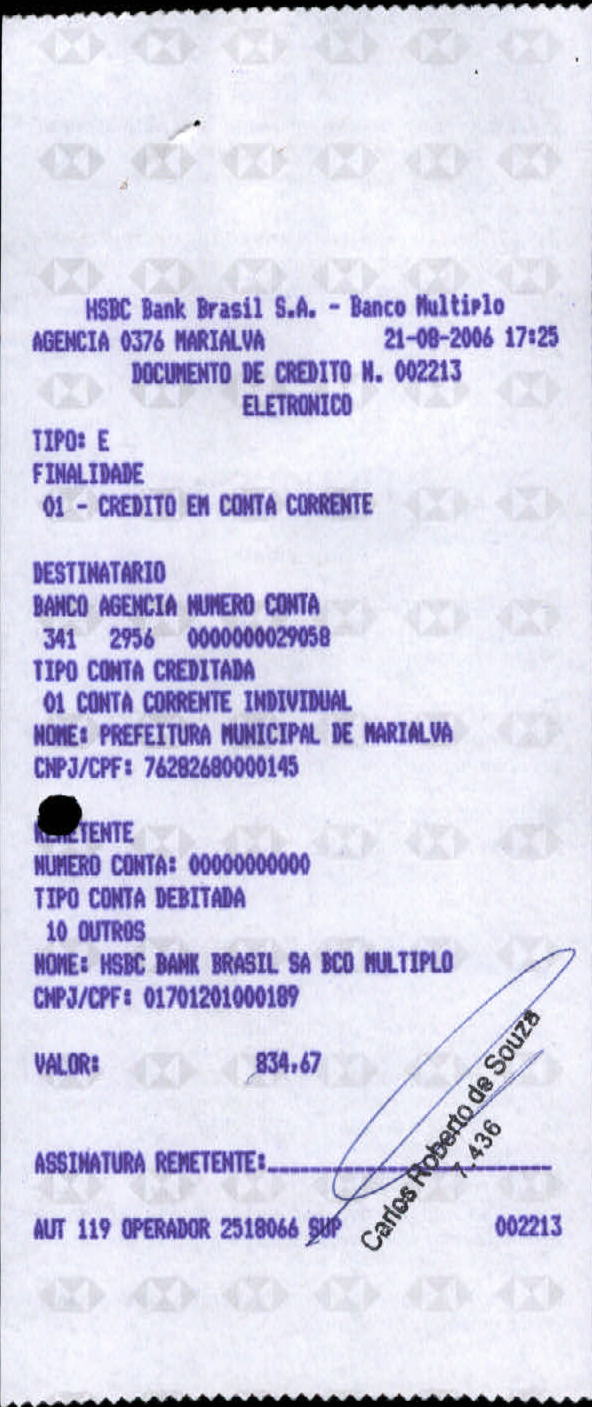 HSBC Bank Brasil S.A. - Banco Multiplo
AGENCIA 0376 MARIALVA 21-08-2006 17:25
DOCUMENTO DE CREDITO N. 002213
ELETRONICO
TIPO: E
FINALIDADE
01 - CREDITO EM CONTA CORRENTE
DESTINATARIO
BANCO AGENCIA NUMERO CONTA
341 2956 0000000029058
TIPO CONTA CREDITADA
01 CONTA CORRENTE INDIVIDUAL
NOME: PREFEITURA MUNICIPAL DE MARIALVA
CNPJ/CPF: 76282680000145
REMETENTE
NUMERO CONTA: 00000000000
TIPO CONTA DEBITADA
10 OUTROS
NOME: HSBC BANK BRASIL SA BCO MULTIPLO
CNPJ/CPF: 01701201000189
VALOR: 834,67
ASSINATURA REMETENTE:
Carlos Roberto de Souza
7.436
AUT 119 OPERADOR 2518066 SUP 002213